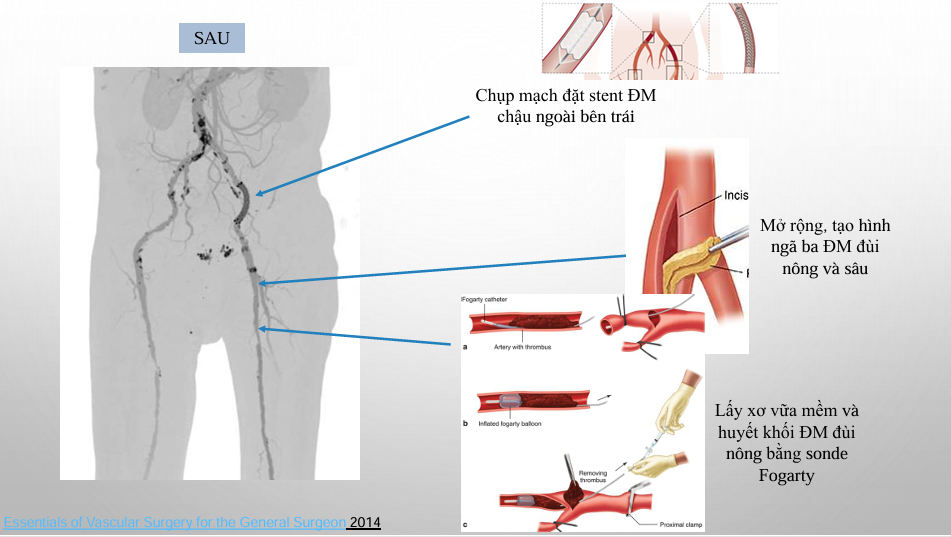 SAU
Chụp mạch đặt stent ĐM
chậu ngoài bên trái
Incis
Mở rộng, tạo hình
ngã ba ĐM đùi
nông và sâu
Fogarty catheter
a
Artery with thrombus
b
Inflated fogarty balloon
Lấy xơ vữa mềm và
huyết khối ĐM đùi
nông bằng sonde
Fogarty
Removing
thrombus
c
Proximal clamp
Essentials of Vascular Surgery for the General Surgeon 2014